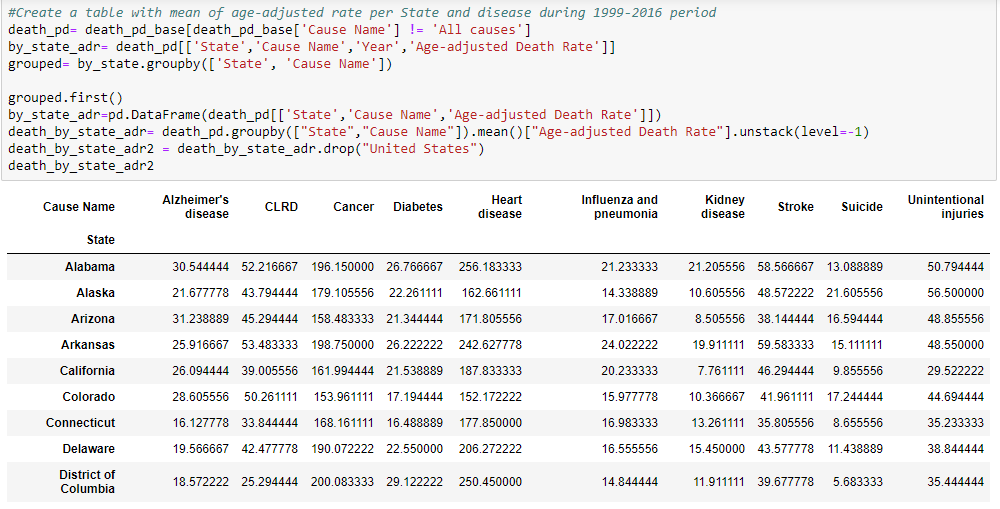 #Create a table with mean of age-adjusted rate per State and disease during 1999-2016 period
death_pd= death_pd_base[death_pd_base['Cause Name'] != 'All causes']
by_state_adr= death_pd[['State','Cause Name','Year','Age-adjusted Death Rate']]
grouped= by_state.groupby(['State', 'Cause Name'])
grouped.first()
by_state_adr=pd.DataFrame(death_pd[['State','Cause Name','Age-adjusted Death Rate']])
death_by_state_adr= death_pd.groupby(["State","Cause Name"]).mean()["Age-adjusted Death Rate"].unstack(level=-1)
death_by_state_adr2 = death_by_state_adr.drop("United States")
death_by_state_adr2
Cause Name Alzheimer's disease CLRD Cancer Diabetes Heart disease Influenza and pneumonia Kidney disease Stroke Suicide Unintentional injuries
State
Alabama 30.544444 52.216667 196.150000 26.766667 256.183333 21.233333 21.205556 58.566667 13.088889 50.794444
Alaska 21.677778 43.794444 179.105556 22.261111 162.661111 14.338889 10.605556 48.572222 21.605556 56.500000
Arizona 31.238889 45.294444 158.483333 21.344444 171.805556 17.016667 8.505556 38.144444 16.594444 48.855556
Arkansas 25.916667 53.483333 198.750000 26.222222 242.627778 24.022222 19.911111 59.583333 15.111111 48.550000
California 26.094444 39.005556 161.994444 21.538889 187.833333 20.233333 7.761111 46.294444 9.855556 29.522222
Colorado 28.605556 50.261111 153.961111 17.194444 152.172222 15.977778 10.366667 41.961111 17.244444 44.694444
Connecticut 16.127778 33.844444 168.161111 16.488889 177.850000 16.983333 13.261111 35.805556 8.655556 35.233333
Delaware 19.566667 42.477778 190.072222 22.550000 206.272222 16.555556 15.450000 43.577778 11.438889 38.844444
District of Columbia 18.572222 25.294444 200.083333 29.122222 250.450000 14.844444 11.911111 39.677778 5.683333 35.444444